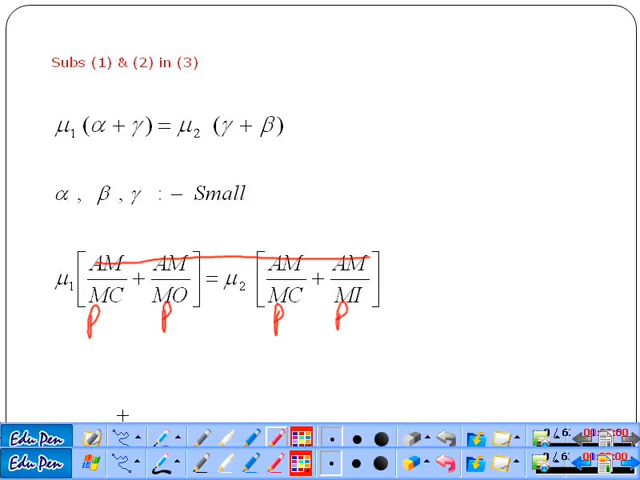 Subs (1) & (2) in (3)
μ₁ (α + γ) = μ₂ (γ + β)
α , β , γ : – Small
μ₁ [ AM/MC + AM/MO ] = μ₂ [ AM/MC + AM/MI ]
P P P P
+
Edu Pen
Edu Pen